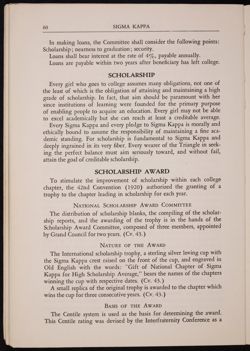 60 SIGMA KAPPA
In making loans, the Committee shall consider the following points:
Scholarship; nearness to graduation; security.
Loans shall bear interest at the rate of 4%, payable annually.
Loans are payable within two years after beneficiary has left college.
SCHOLARSHIP
Every girl who goes to college assumes many obligations, not one of
the least of which is the obligation of attaining and maintaining a high
grade of scholarship. In fact, that aim should be paramount with her
since institutions of learning were founded for the primary purpose
of enabling people to acquire an education. Every girl may not be able
to excel academically but she can reach at least a creditable average.
Every Sigma Kappa and every pledge to Sigma Kappa is morally and
ethically bound to assume the responsibility of maintaining a fine aca-
demic standing. For scholarship is fundamental to Sigma Kappa and
deeply ingrained in its very fiber. Every wearer of the Triangle in seek-
ing the perfect balance must aim seriously toward, and without fail,
attain the goal of creditable scholarship.
SCHOLARSHIP AWARD
To stimulate the improvement of scholarship within each college
chapter, the 42nd Convention (1920) authorized the granting of a
trophy to the chapter leading in scholarship for each year.
NATIONAL SCHOLARSHIP AWARD COMMITTEE
The distribution of scholarship blanks, the compiling of the scholar-
ship reports, and the awarding of the trophy is in the hands of the
Scholarship Award Committee, composed of three members, appointed
by Grand Council for two years. (Cv. 43.)
NATURE OF THE AWARD
The International scholarship trophy, a sterling silver loving cup with
the Sigma Kappa crest raised on the front of the cup, and engraved in
Old English with the words: "Gift of National Chapter of Sigma
Kappa for High Scholarship Average," bears the names of the chapters
winning the cup with respective dates. (Cv. 43.)
A small replica of the original trophy is awarded to the chapter which
wins the cup for three consecutive years. (Cv. 43.)
BASIS OF THE AWARD
The Centile system is used as the basis for determining the award.
This Centile rating was devised by the Interfraternity Conference as a